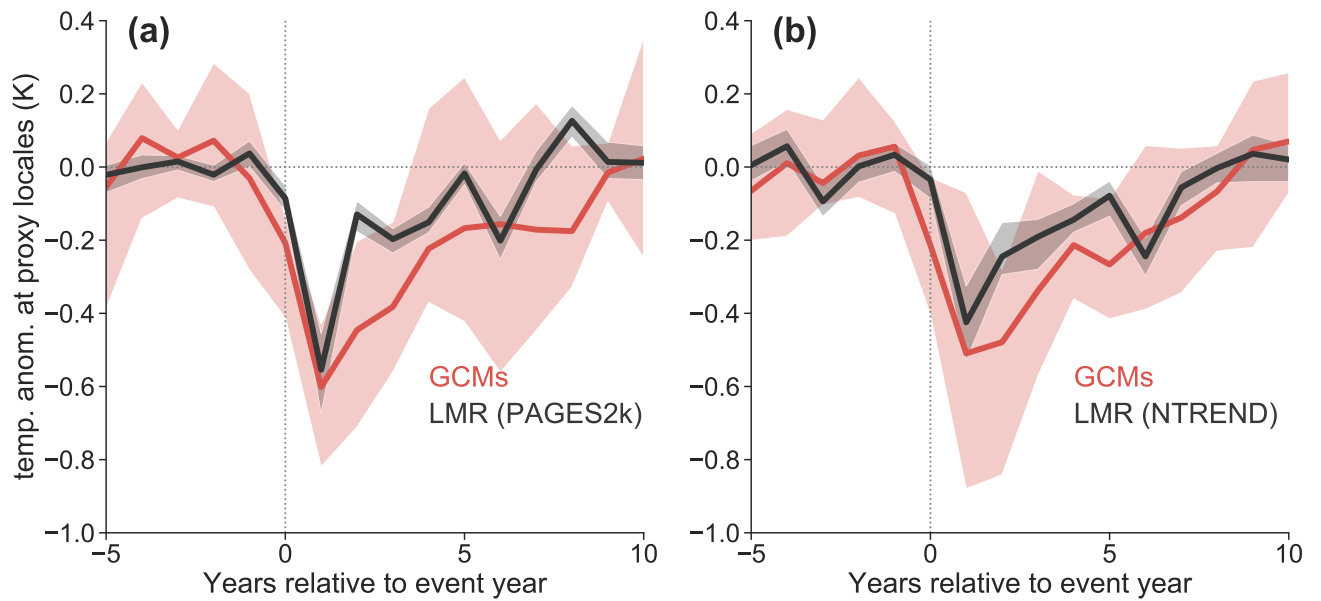 (a)
0.4
0.2
0.0
−0.2
−0.4
−0.6
−0.8
−1.0
temp. anom. at proxy locales (K)
GCMs
LMR (PAGES2k)
−5 0 5 10
Years relative to event year
(b)
0.4
0.2
0.0
−0.2
−0.4
−0.6
−0.8
−1.0
GCMs
LMR (NTREND)
−5 0 5 10
Years relative to event year